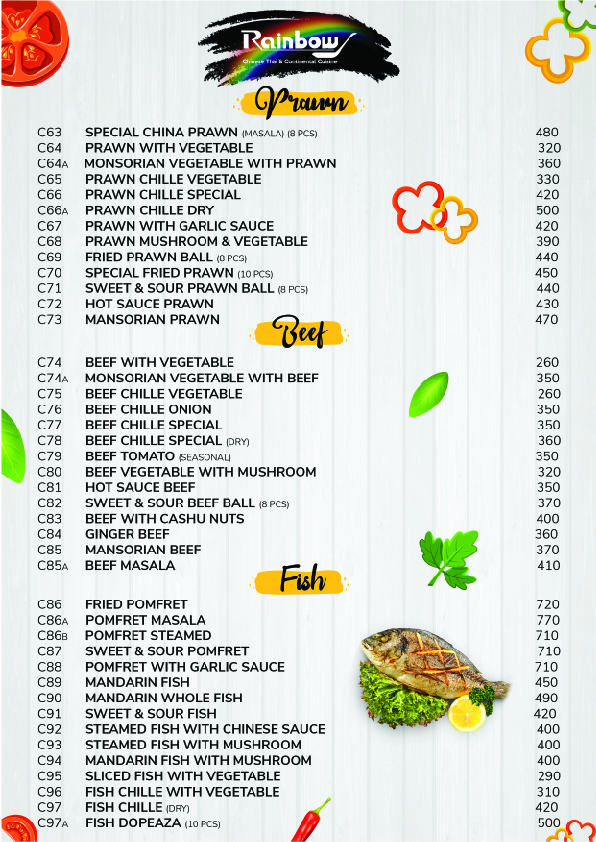 Rainbow
Chinese Thai & Continental Cuisine
Prawn
C63 SPECIAL CHINA PRAWN (MASALA) (8 PCS) 480
C64 PRAWN WITH VEGETABLE 320
C64A MONSORIAN VEGETABLE WITH PRAWN 360
C65 PRAWN CHILLE VEGETABLE 330
C66 PRAWN CHILLE SPECIAL 420
C66A PRAWN CHILLE DRY 500
C67 PRAWN WITH GARLIC SAUCE 420
C68 PRAWN MUSHROOM & VEGETABLE 390
C69 FRIED PRAWN BALL (8 PCS) 440
C70 SPECIAL FRIED PRAWN (10 PCS) 450
C71 SWEET & SOUR PRAWN BALL (8 PCS) 440
C72 HOT SAUCE PRAWN 430
C73 MANSORIAN PRAWN 470
Beef
C74 BEEF WITH VEGETABLE 260
C74A MONSORIAN VEGETABLE WITH BEEF 350
C75 BEEF CHILLE VEGETABLE 260
C76 BEEF CHILLE ONION 350
C77 BEEF CHILLE SPECIAL 350
C78 BEEF CHILLE SPECIAL (DRY) 360
C79 BEEF TOMATO (SEASONAL) 350
C80 BEEF VEGETABLE WITH MUSHROOM 320
C81 HOT SAUCE BEEF 350
C82 SWEET & SOUR BEEF BALL (8 PCS) 370
C83 BEEF WITH CASHU NUTS 400
C84 GINGER BEEF 360
C85 MANSORIAN BEEF 370
C85A BEEF MASALA 410
Fish
C86 FRIED POMFRET 720
C86A POMFRET MASALA 770
C86B POMFRET STEAMED 710
C87 SWEET & SOUR POMFRET 710
C88 POMFRET WITH GARLIC SAUCE 710
C89 MANDARIN FISH 450
C90 MANDARIN WHOLE FISH 490
C91 SWEET & SOUR FISH 420
C92 STEAMED FISH WITH CHINESE SAUCE 400
C93 STEAMED FISH WITH MUSHROOM 400
C94 MANDARIN FISH WITH MUSHROOM 400
C95 SLICED FISH WITH VEGETABLE 290
C96 FISH CHILLE WITH VEGETABLE 310
C97 FISH CHILLE (DRY) 420
C97A FISH DOPEAZA (10 PCS) 500